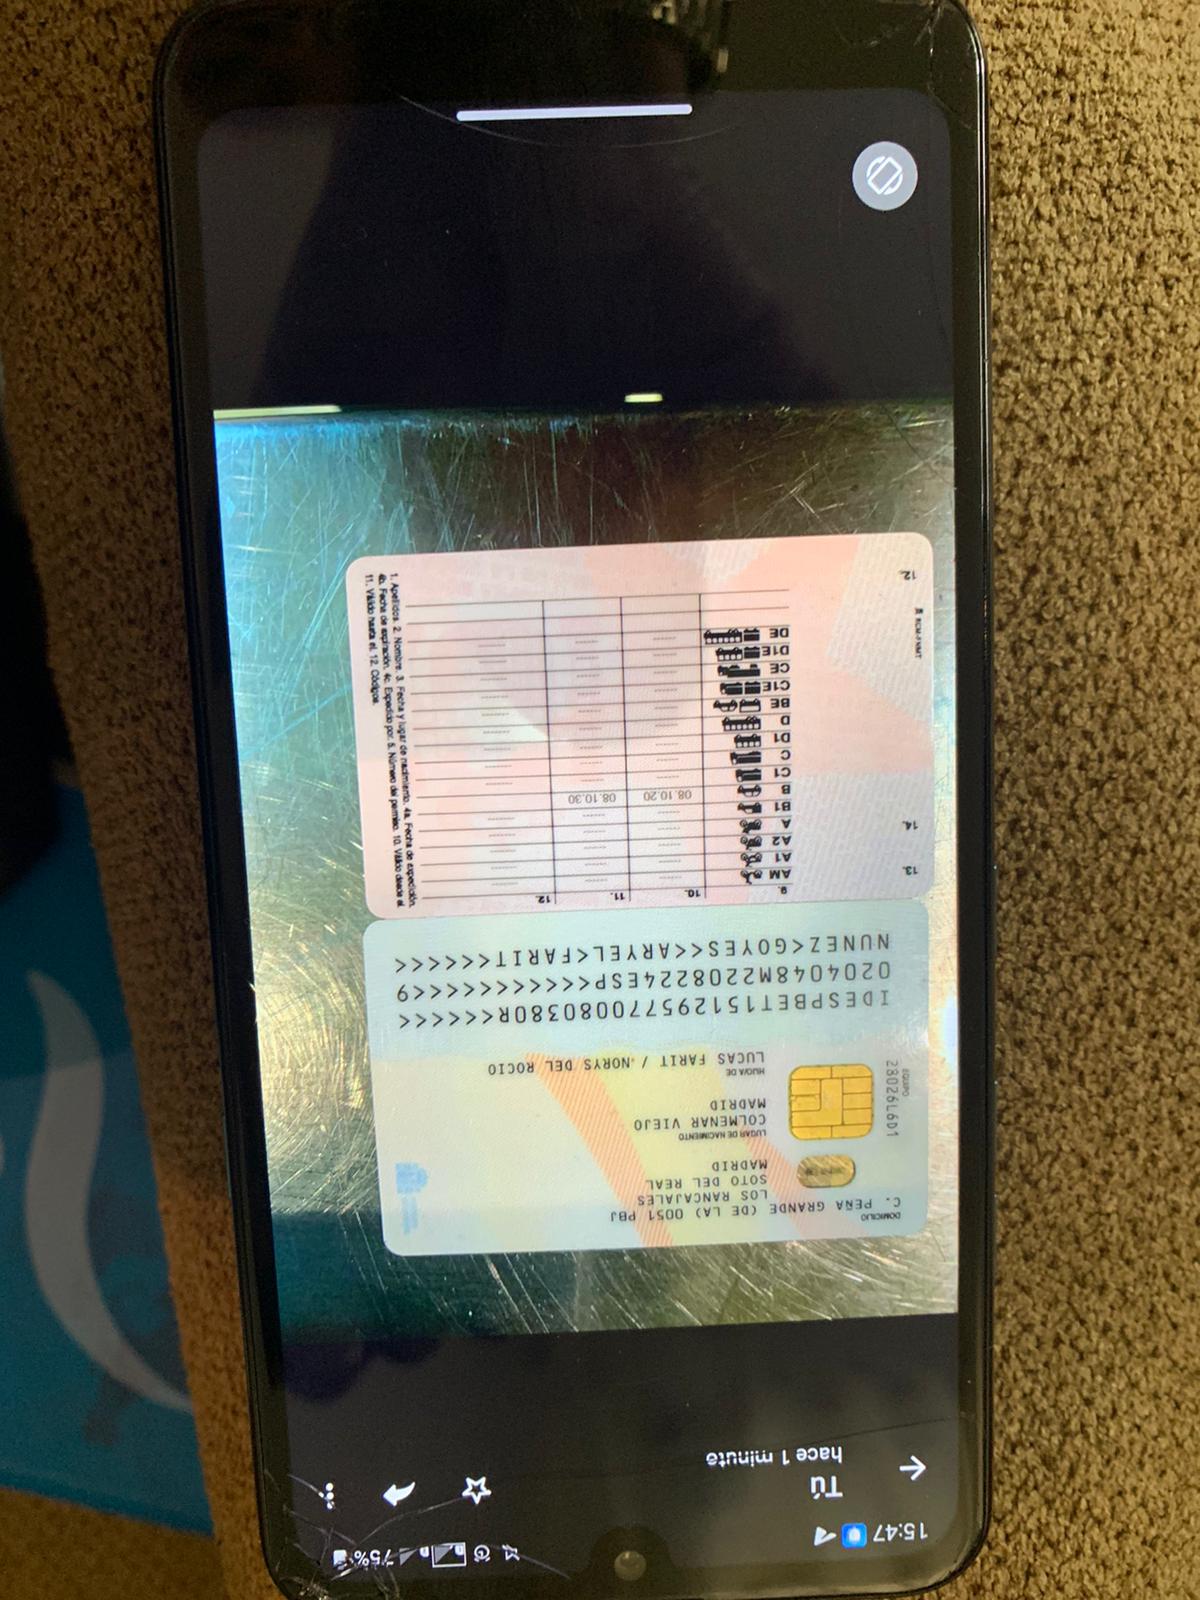 15:47
75%
Tú
hace 1 minuto
DOMICILIO
C. PEÑA GRANDE (DE LA) 0051 PBJ
LOS RANCAJALES
SOTO DEL REAL
MADRID
LUGAR DE NACIMIENTO
COLMENAR VIEJO
MADRID
EQUIPO
28026L6D1
HIJO/A DE
LUCAS FARIT / NORYS DEL ROCIO
IDESPBET151295770080380R<<<<<<
0204048M2208224ESP<<<<<<<<<<<9
NUNEZ<GOYES<<ARYEL<FARIT<<<<<<
13.
14.
12.
9. 10. 11. 12.
AM
A1
A2
A
B1
B 08.10.20 08.10.30
C1
C
D1
D
BE
C1E
CE
D1E
DE
RCM-FNMT
1. Apellidos. 2. Nombre. 3. Fecha y lugar de nacimiento. 4a. Fecha de expedición.
4b. Fecha de expiración. 4c. Expedido por. 5. Número del permiso. 10. Válido desde el
11. Válido hasta el. 12. Códigos.